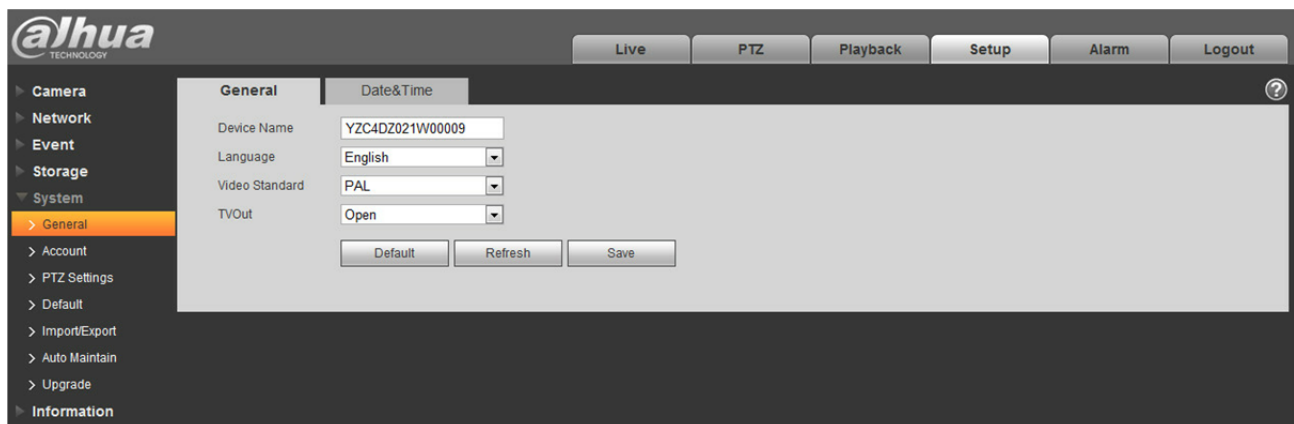 alhua
TECHNOLOGY
Live PTZ Playback Setup Alarm Logout
Camera
Network
Event
Storage
System
General
Account
PTZ Settings
Default
Import/Export
Auto Maintain
Upgrade
Information
General Date&Time
?
Device Name YZC4DZ021W00009
Language English
Video Standard PAL
TVOut Open
Default Refresh Save